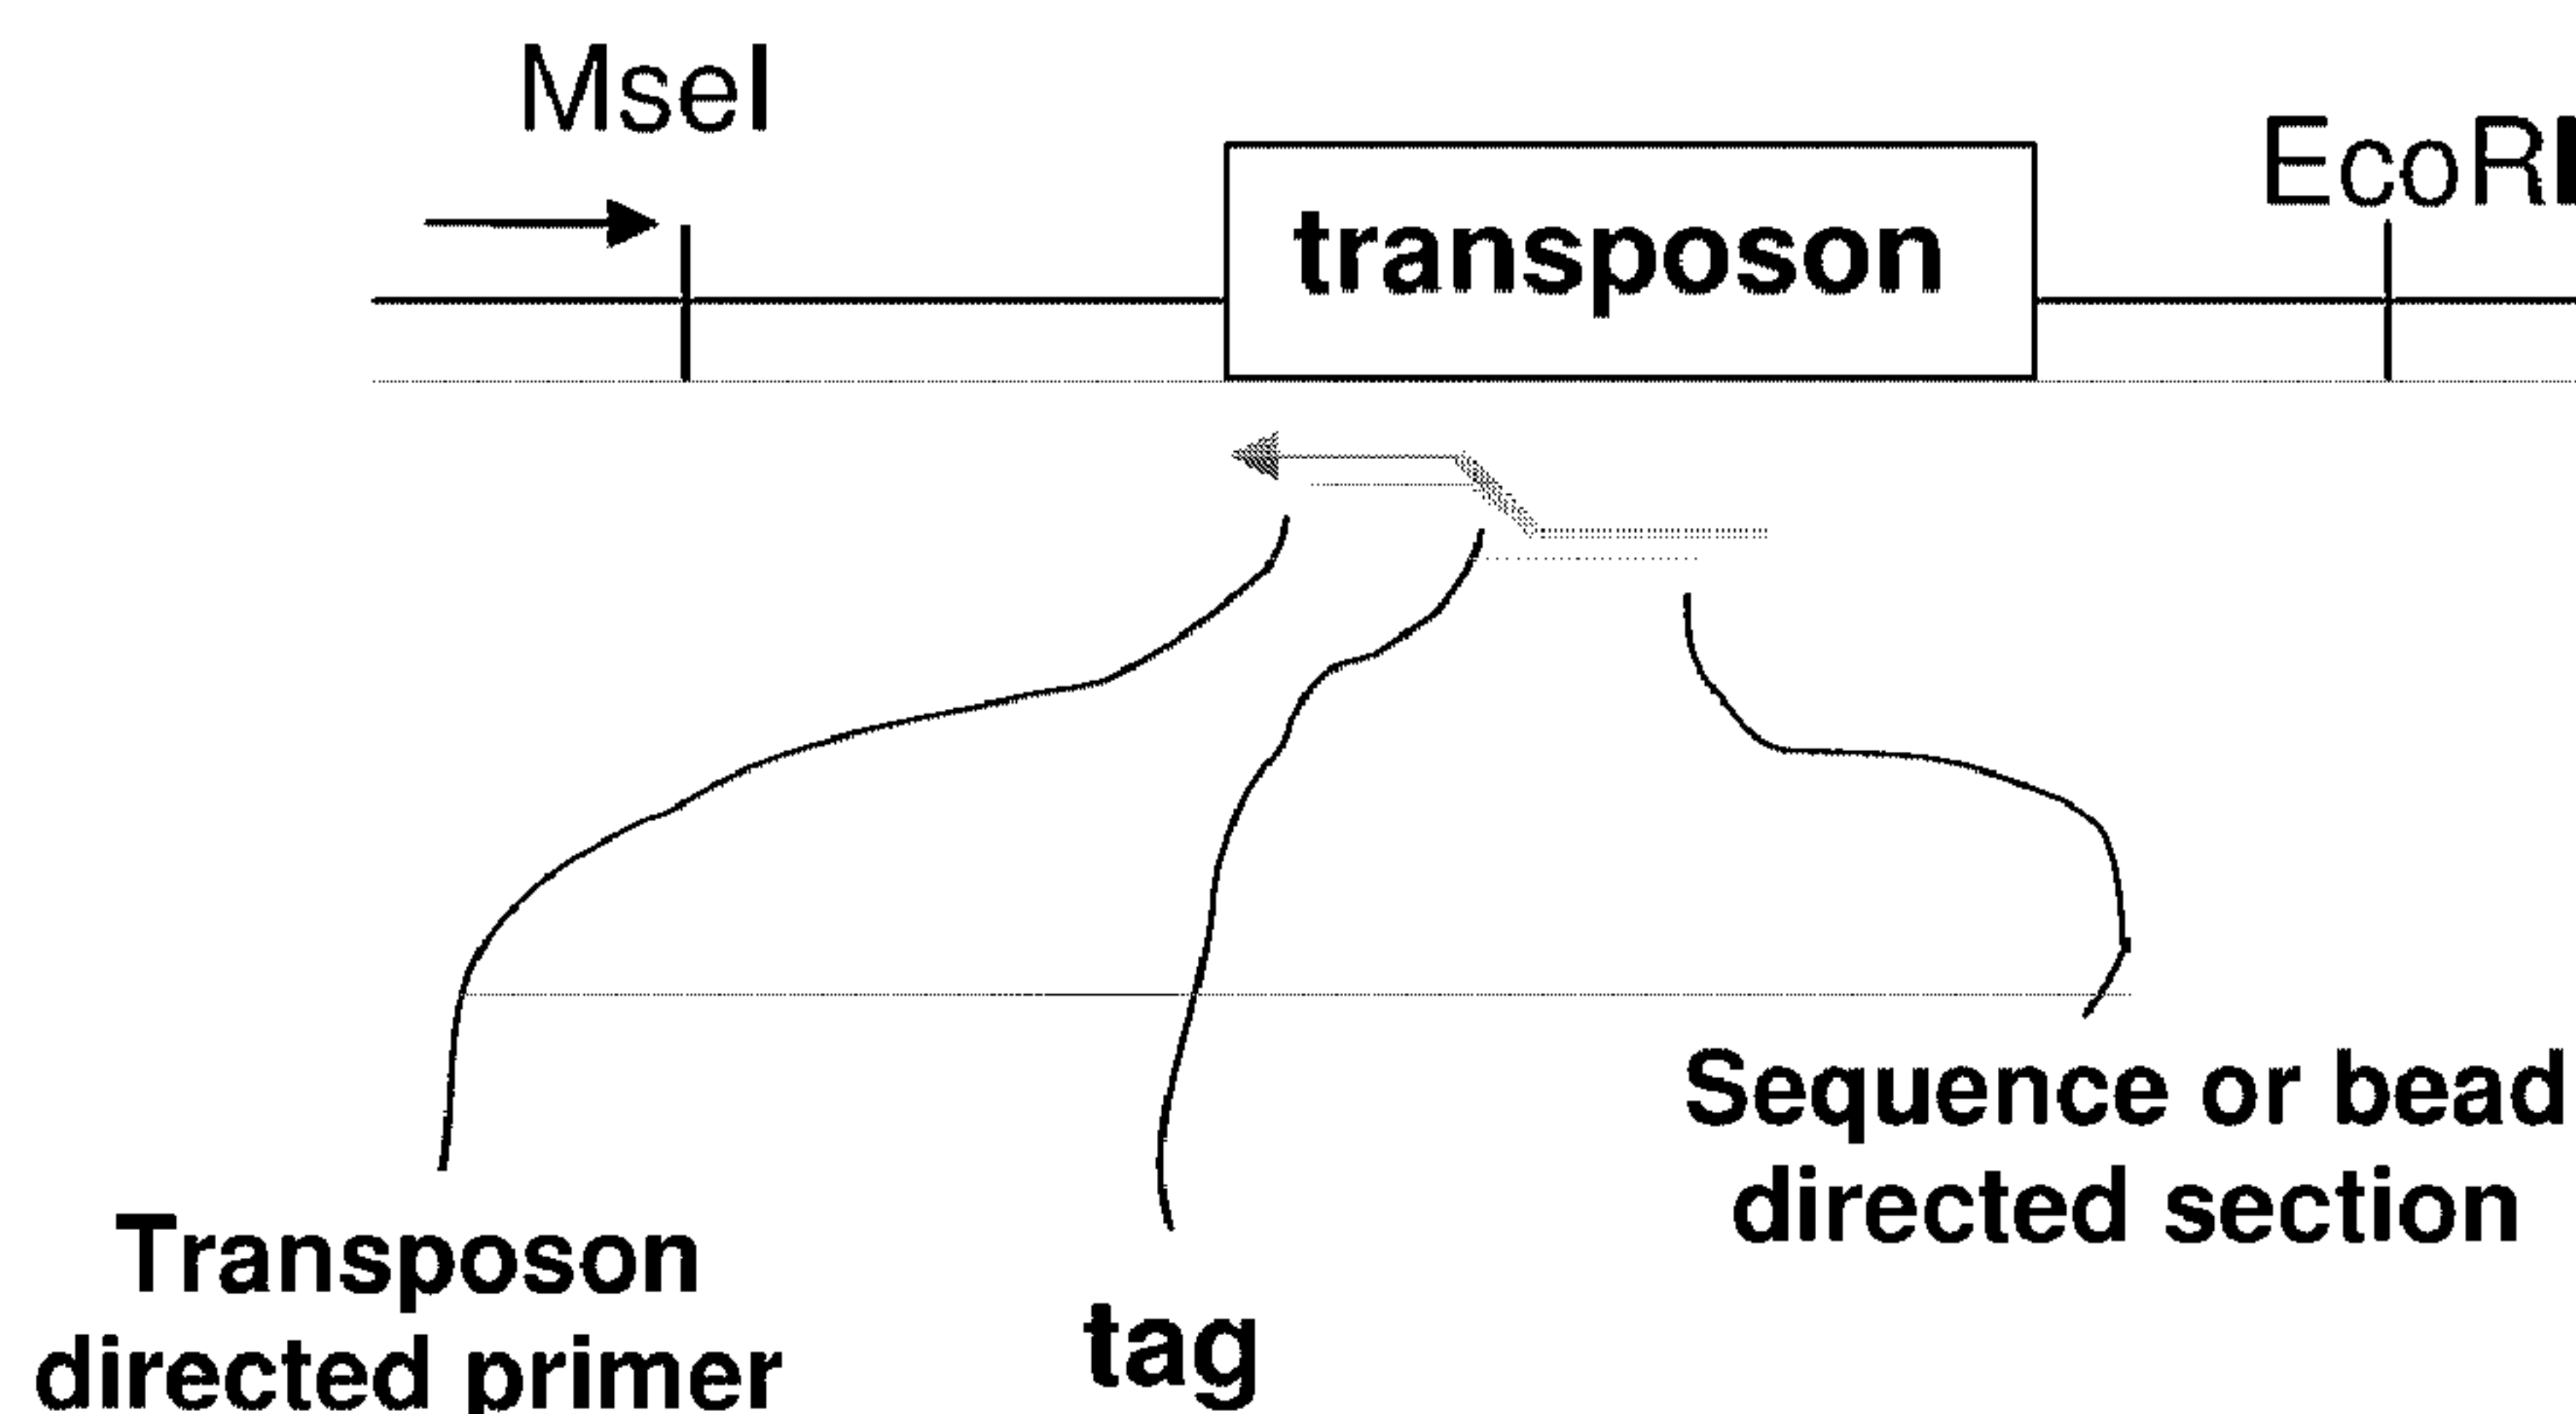 MseI
EcoRI
transposon
Sequence or bead
directed section
Transposon
directed primer
tag